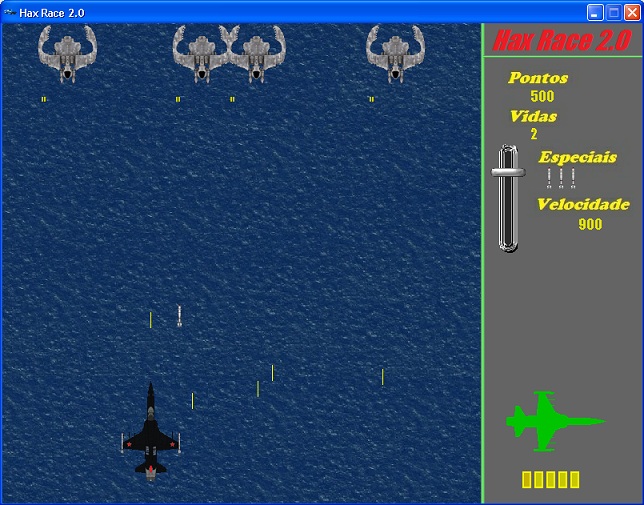 Hax Race 2.0
Hax Race 2.0
Pontos
500
Vidas
2
Especiais
Velocidade
900